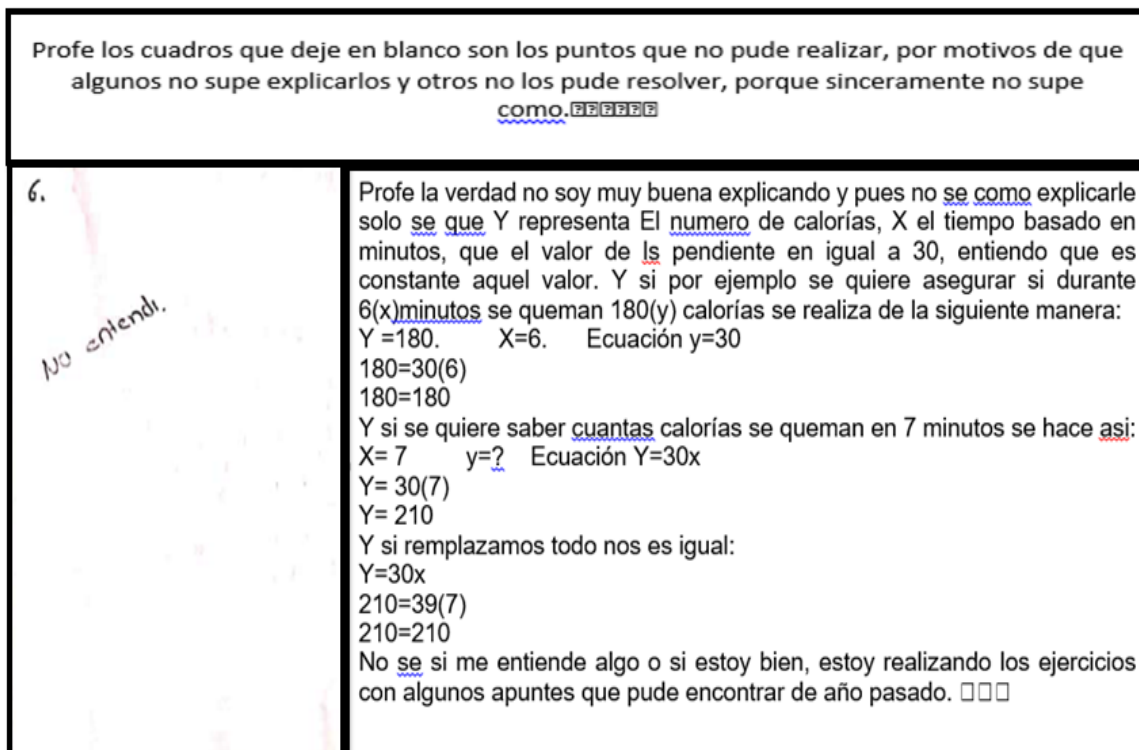 Profe los cuadros que deje en blanco son los puntos que no pude realizar, por motivos de que
algunos no supe explicarlos y otros no los pude resolver, porque sinceramente no supe
como.
6.
No entendi.
Profe la verdad no soy muy buena explicando y pues no se como explicarle
solo se que Y representa El numero de calorías, X el tiempo basado en
minutos, que el valor de ls pendiente en igual a 30, entiendo que es
constante aquel valor. Y si por ejemplo se quiere asegurar si durante
6(x)minutos se queman 180(y) calorías se realiza de la siguiente manera:
Y =180. X=6. Ecuación y=30
180=30(6)
180=180
Y si se quiere saber cuantas calorías se queman en 7 minutos se hace asi:
X= 7 y=? Ecuación Y=30x
Y= 30(7)
Y= 210
Y si remplazamos todo nos es igual:
Y=30x
210=39(7)
210=210
No se si me entiende algo o si estoy bien, estoy realizando los ejercicios
con algunos apuntes que pude encontrar de año pasado.